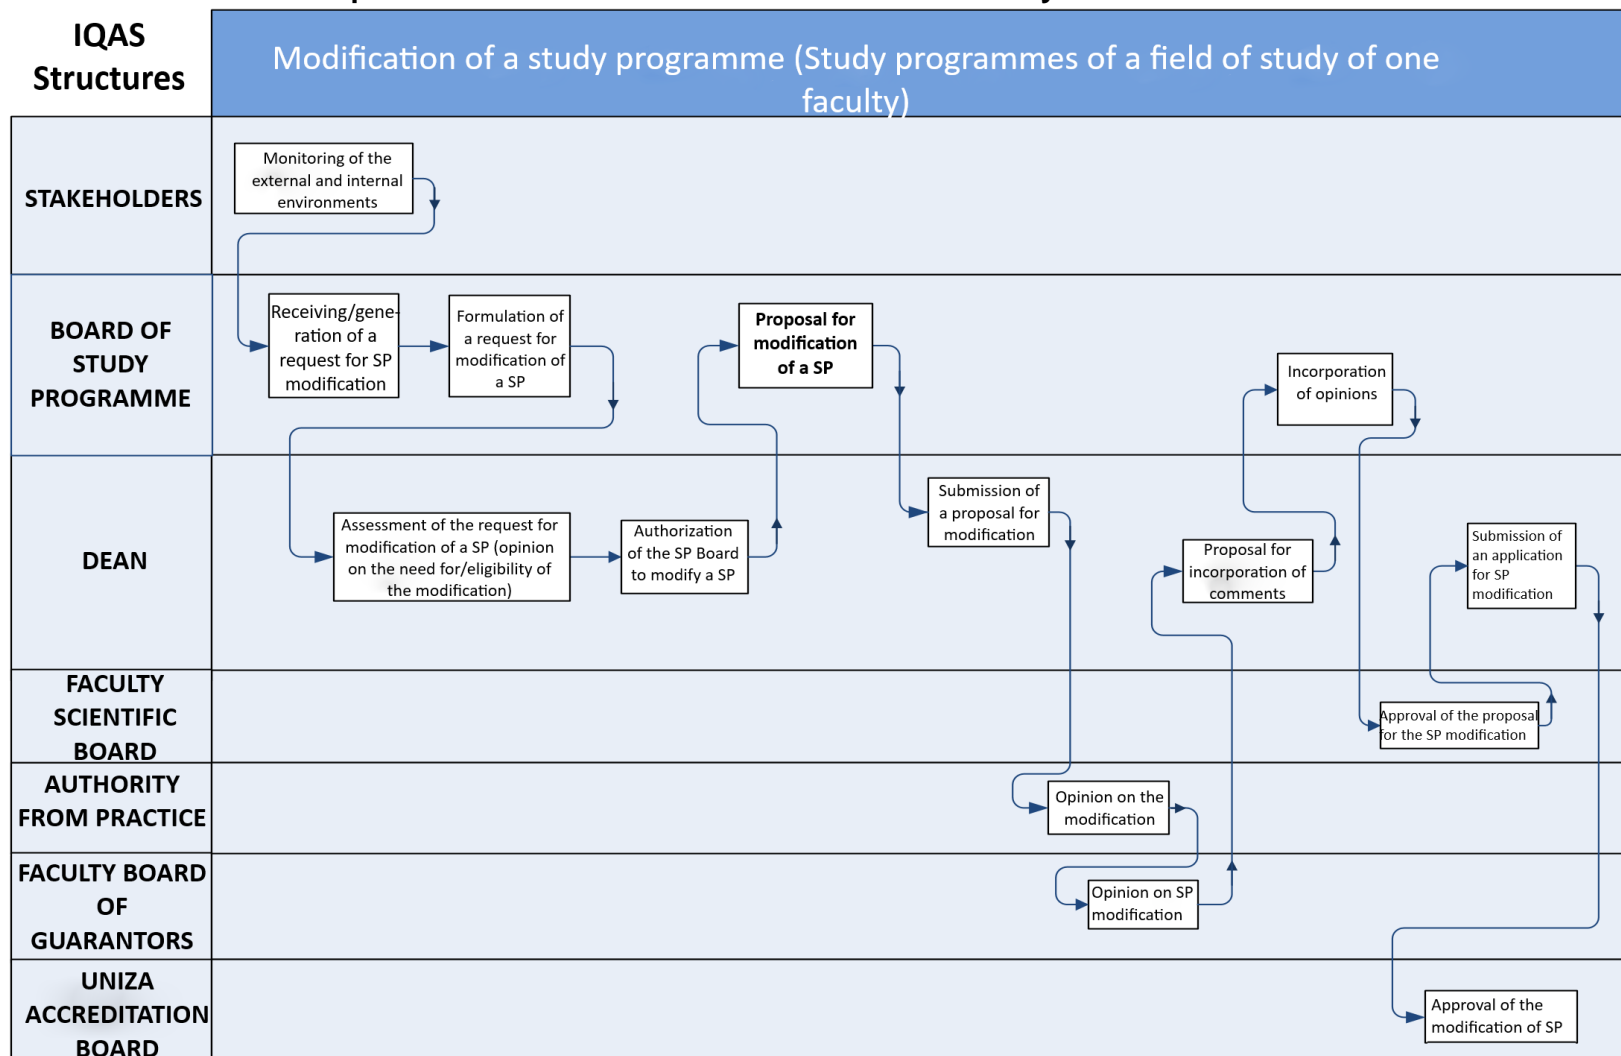 IQAS
Structures
Modification of a study programme (Study programmes of a field of study of one
faculty)
STAKEHOLDERS
Monitoring of the
external and internal
environments
BOARD OF
STUDY
PROGRAMME
Receiving/gene-
ration of a
request for SP
modification
Formulation of
a request for
modification of
a SP
Proposal for
modification
of a SP
Incorporation
of opinions
DEAN
Assessment of the request for
modification of a SP (opinion
on the need for/eligibility of
the modification)
Authorization
of the SP Board
to modify a SP
Submission of
a proposal for
modification
Proposal for
incorporation of
comments
Submission of
an application
for SP
modification
FACULTY
SCIENTIFIC
BOARD
Approval of the proposal
for the SP modification
AUTHORITY
FROM PRACTICE
Opinion on the
modification
FACULTY BOARD
OF
GUARANTORS
Opinion on SP
modification
UNIZA
ACCREDITATION
BOARD
Approval of the
modification of SP